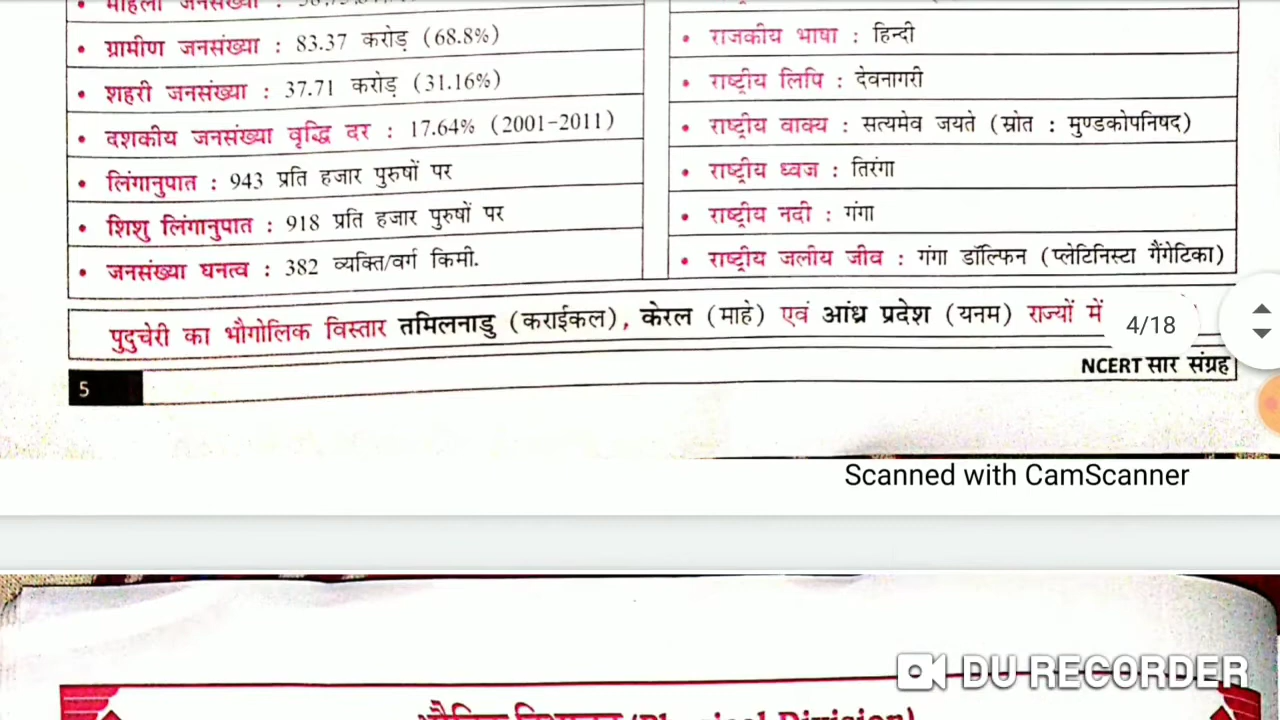 • ग्रामीण जनसंख्या : 83.37 करोड़ (68.8%)
• शहरी जनसंख्या : 37.71 करोड़ (31.16%)
• दशकीय जनसंख्या वृद्धि दर : 17.64% (2001-2011)
• लिंगानुपात : 943 प्रति हजार पुरुषों पर
• शिशु लिंगानुपात : 918 प्रति हजार पुरुषों पर
• जनसंख्या घनत्व : 382 व्यक्ति/वर्ग किमी.
• राजकीय भाषा : हिन्दी
• राष्ट्रीय लिपि : देवनागरी
• राष्ट्रीय वाक्य : सत्यमेव जयते (स्रोत : मुण्डकोपनिषद)
• राष्ट्रीय ध्वज : तिरंगा
• राष्ट्रीय नदी : गंगा
• राष्ट्रीय जलीय जीव : गंगा डॉल्फिन (प्लेटिनिस्टा गैंगेटिका)
पुदुचेरी का भौगोलिक विस्तार तमिलनाडु (कराईकल), केरल (माहे) एवं आंध्र प्रदेश (यनम) राज्यों में
4/18
5
NCERT सार संग्रह
Scanned with CamScanner
DU RECORDER
(Physical Division)